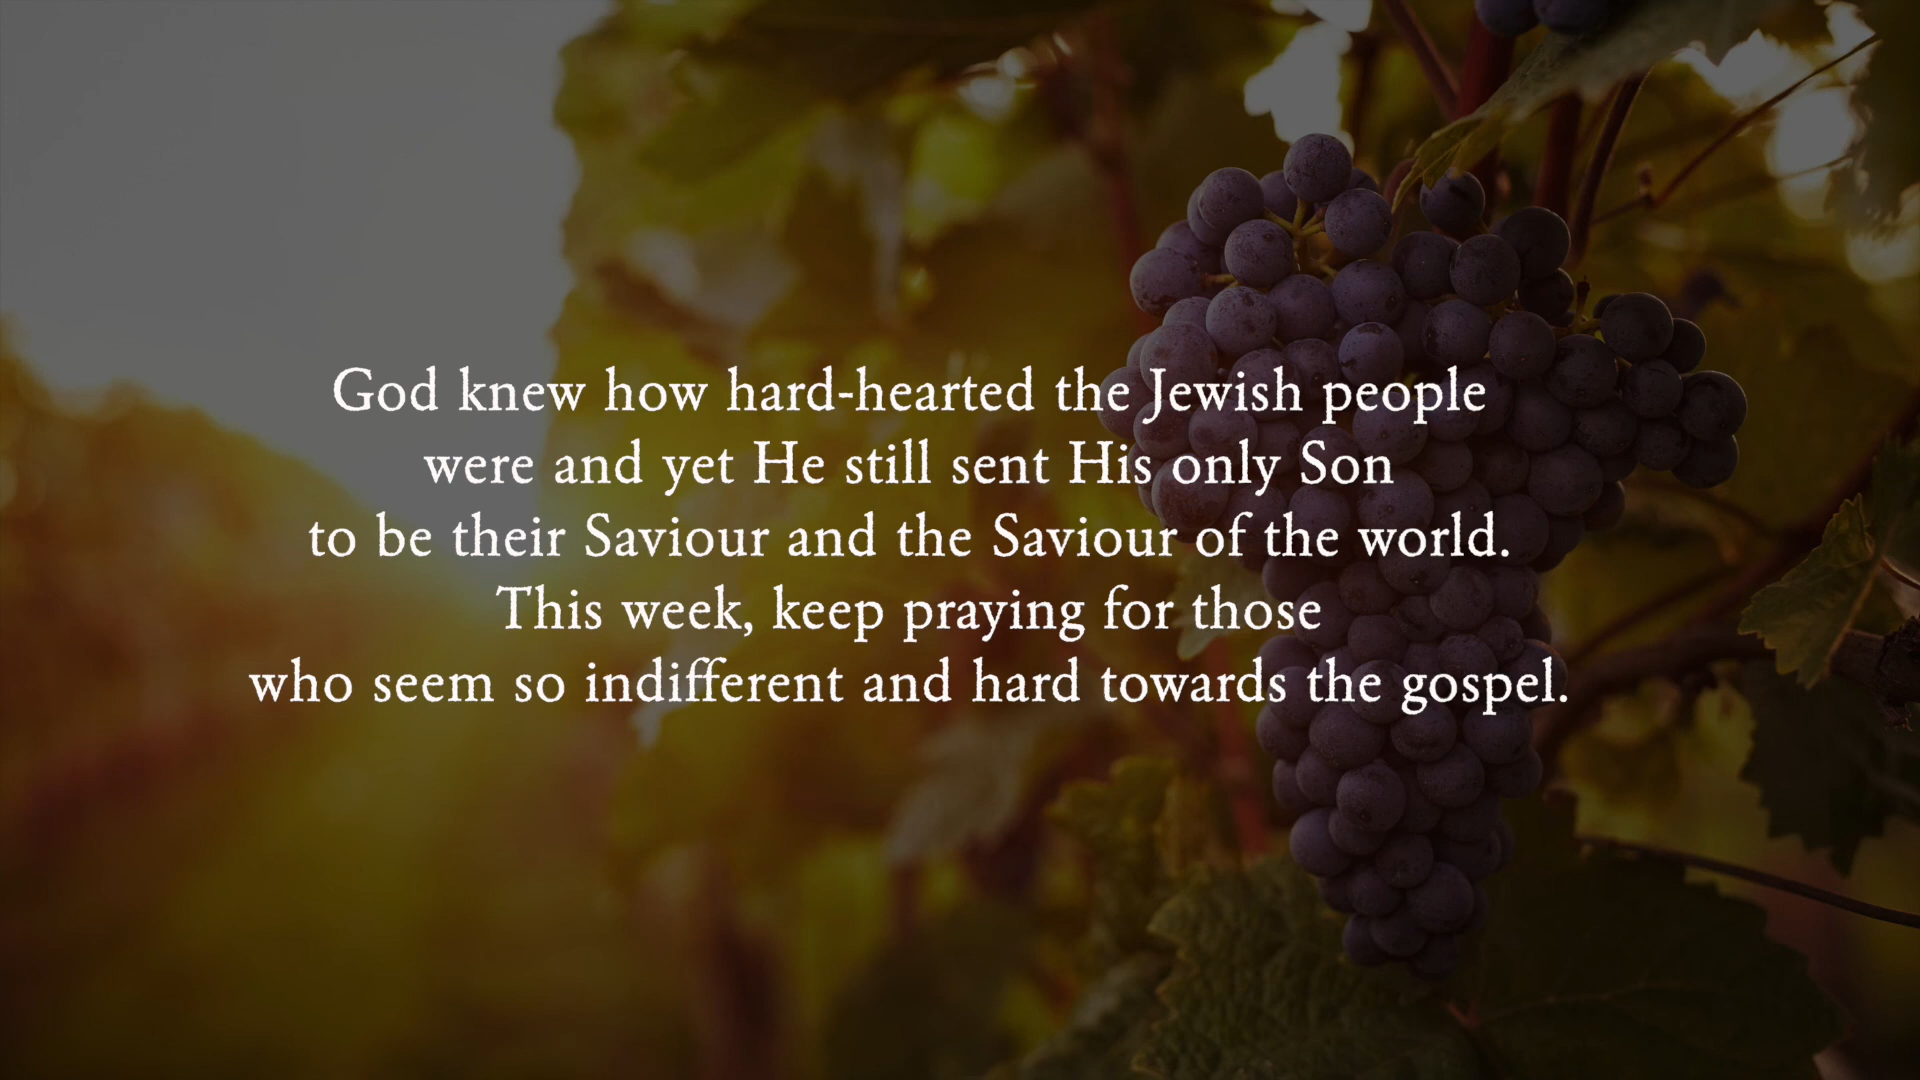 God knew how hard-hearted the Jewish people
were and yet He still sent His only Son
to be their Saviour and the Saviour of the world.
This week, keep praying for those
who seem so indifferent and hard towards the gospel.